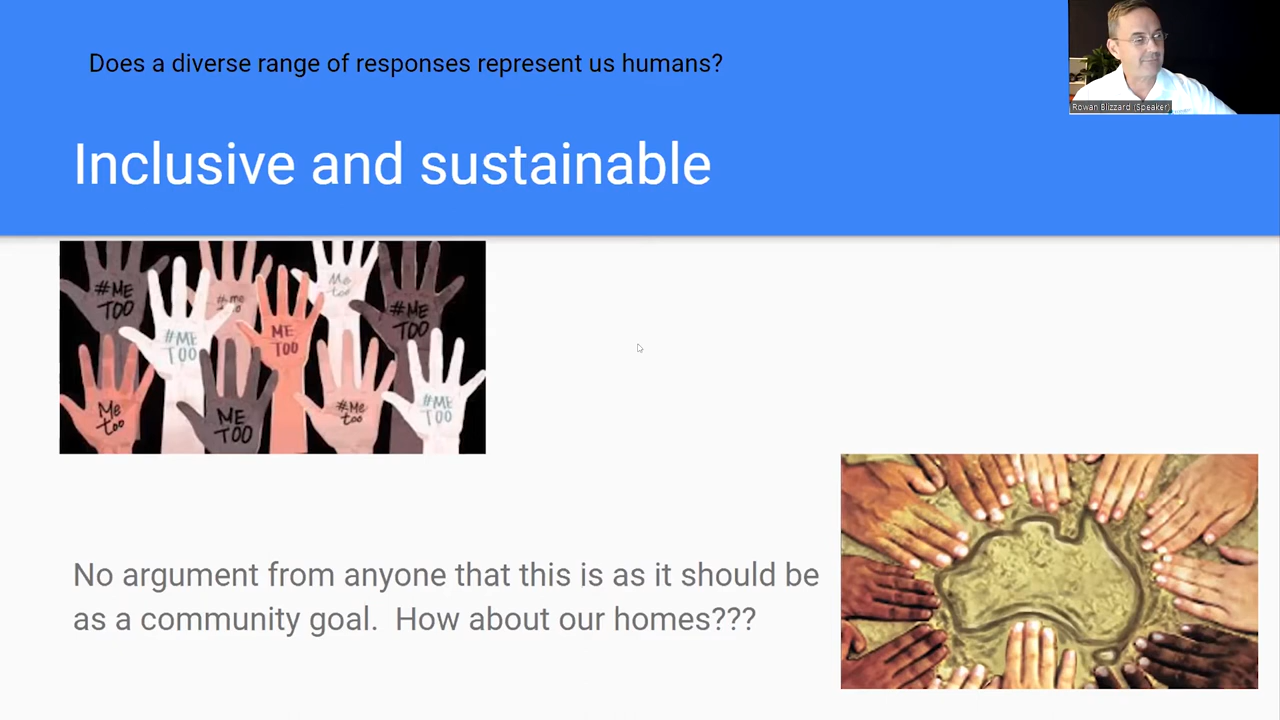 Does a diverse range of responses represent us humans?
Rowan Blizzard (Speaker)
Inclusive and sustainable
#ME
TOO
#me
too
Me
too
#ME
TOO
#ME
TOO
ME
TOO
Me
too
ME
TOO
#Me
too
#ME
TOO
No argument from anyone that this is as it should be
as a community goal.  How about our homes???